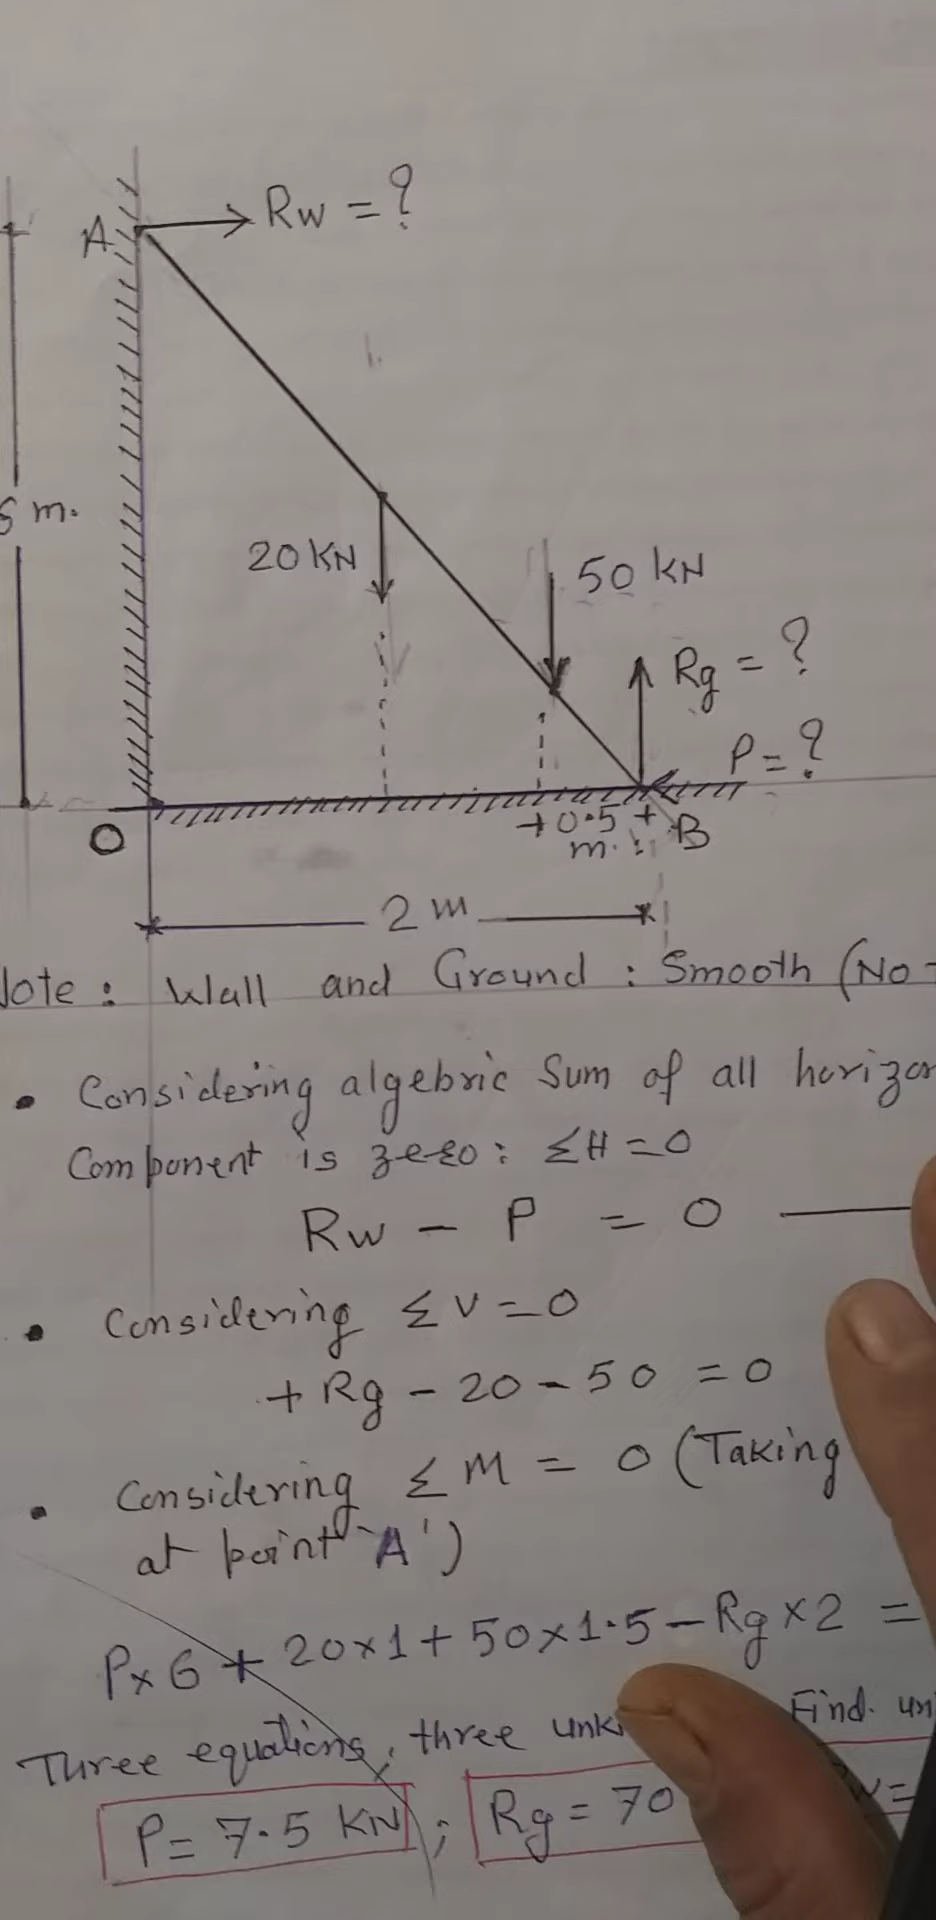 A
Rw = ?
m.
20 KN
50 KN
Rg = ?
P = ?
O
0.5
m.
B
2 m
Note : Wall and Ground : Smooth (No
• Considering algebric Sum of all
Component is zero : ΣH = 0
Rw - P = 0
• Considering ΣV = 0
+ Rg - 20 - 50 = 0
• Considering ΣM = 0 (Taking
at point 'A')
P x 6 + 20 x 1 + 50 x 1.5 - Rg x 2 =
Three equations, three Find
P = 7.5 KN ; Rg = 70 =